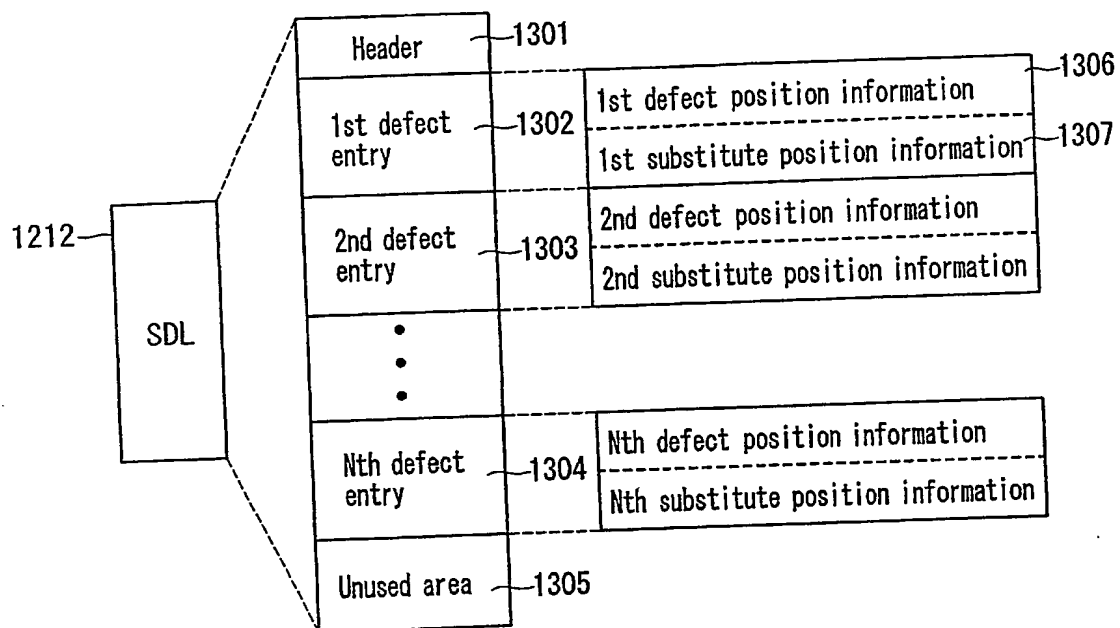 Header
1301
1st defect
entry
1302
1st defect position information
1306
1st substitute position information
1307
1212
SDL
2nd defect
entry
1303
2nd defect position information
2nd substitute position information
Nth defect
entry
1304
Nth defect position information
Nth substitute position information
Unused area
1305